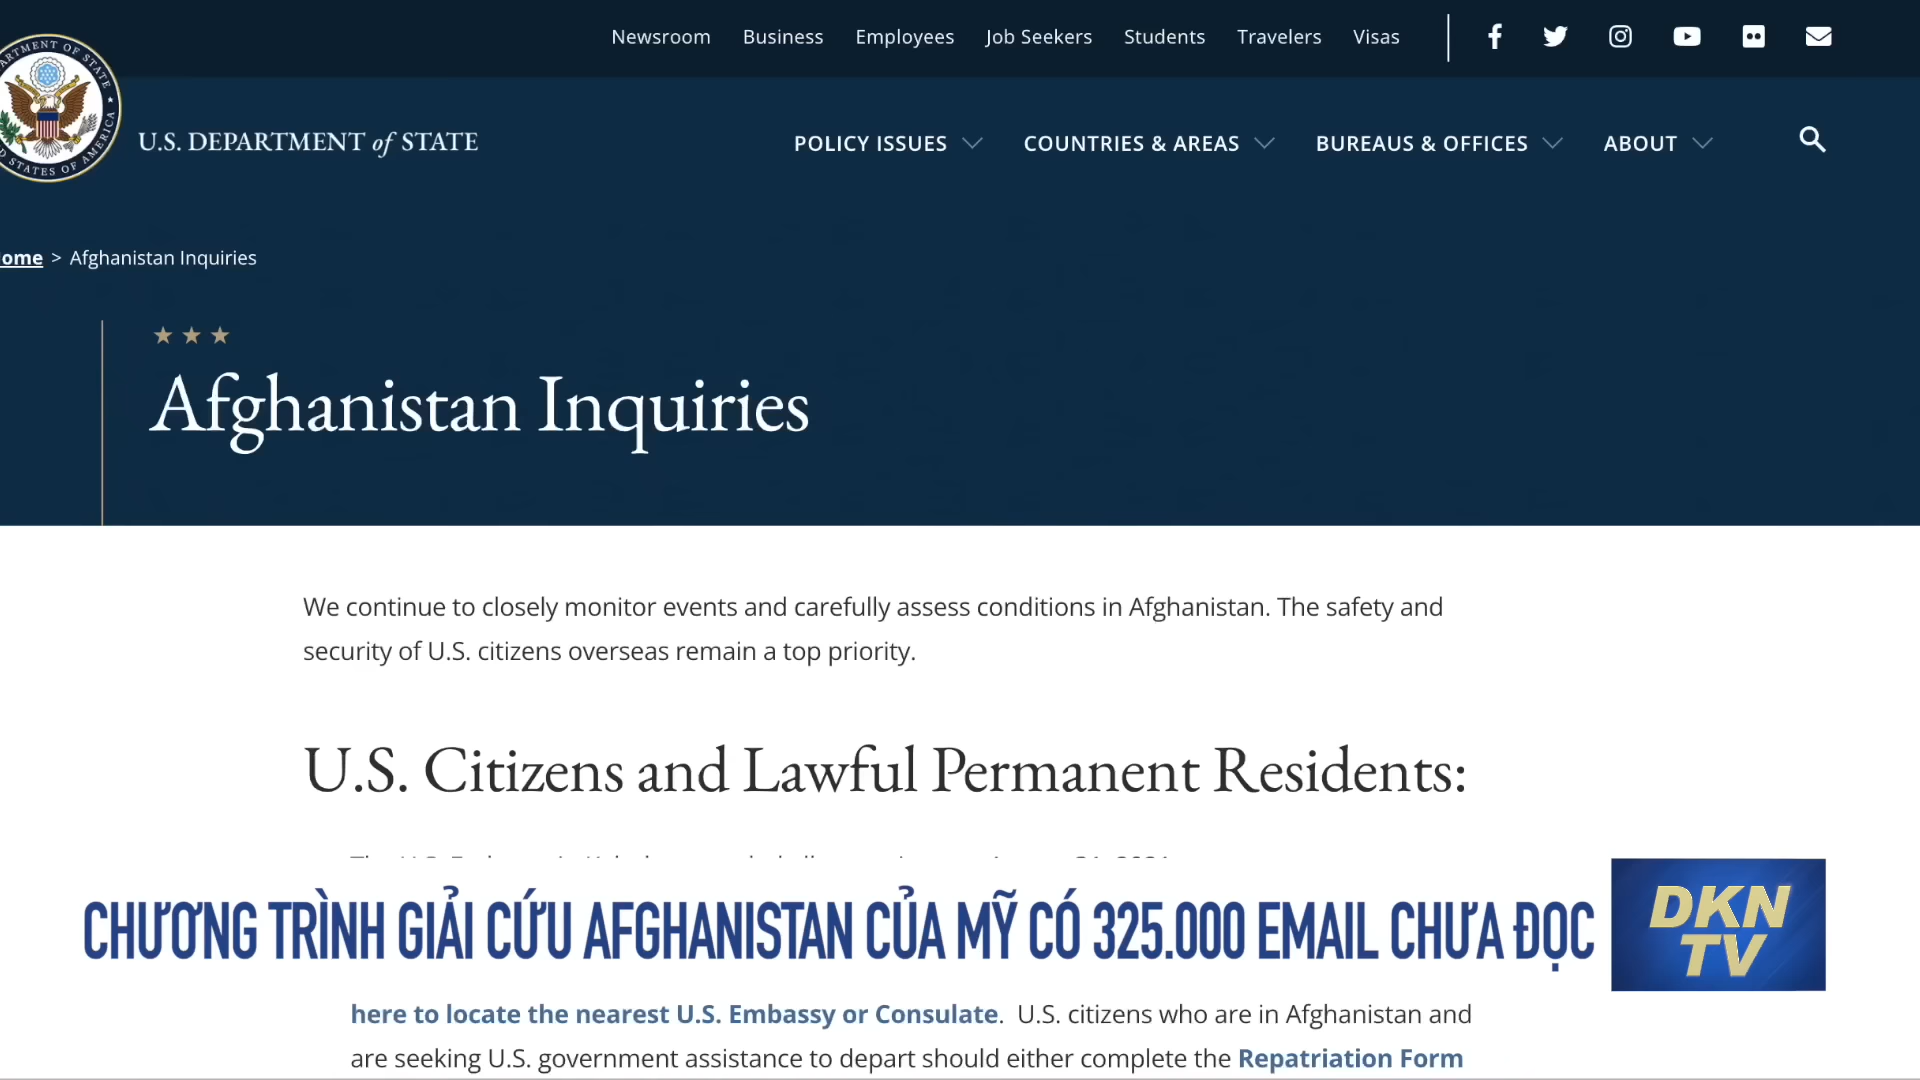 Newsroom Business Employees Job Seekers Students Travelers Visas
U.S. DEPARTMENT of STATE
POLICY ISSUES COUNTRIES & AREAS BUREAUS & OFFICES ABOUT
ome > Afghanistan Inquiries
Afghanistan Inquiries
We continue to closely monitor events and carefully assess conditions in Afghanistan. The safety and
security of U.S. citizens overseas remain a top priority.
U.S. Citizens and Lawful Permanent Residents:
CHƯƠNG TRÌNH GIẢI CỨU AFGHANISTAN CỦA MỸ CÓ 325.000 EMAIL CHƯA ĐỌC
DKN
TV
here to locate the nearest U.S. Embassy or Consulate. U.S. citizens who are in Afghanistan and
are seeking U.S. government assistance to depart should either complete the Repatriation Form